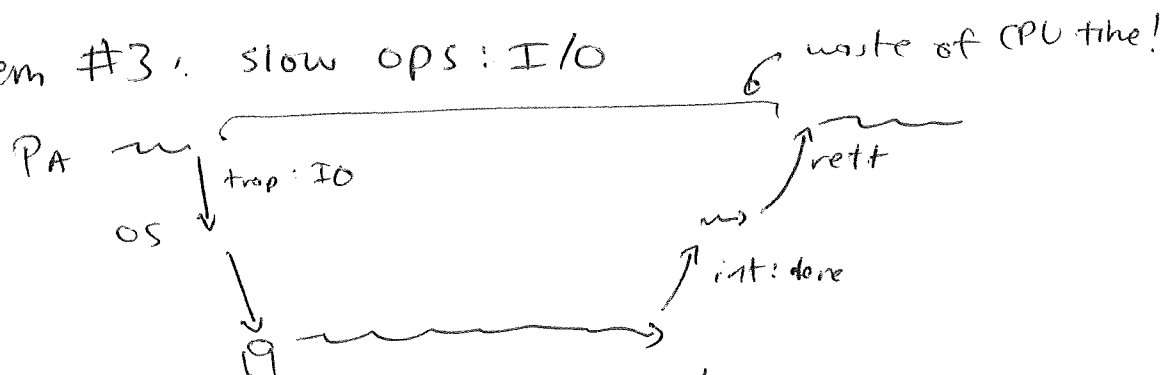 em #3: slow ops: I/O
waste of CPU time!
PA
trap: IO
rett
OS
int: done